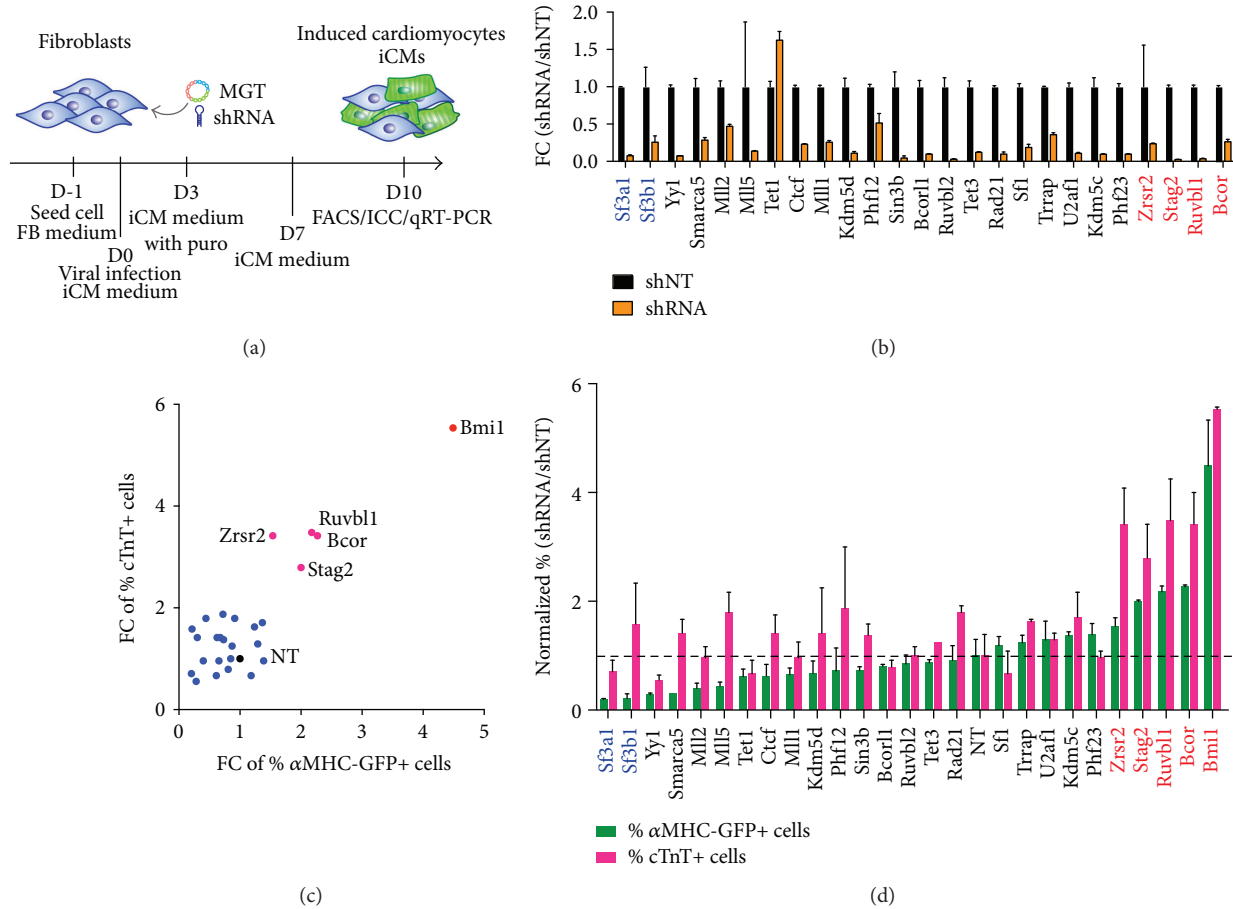 Fibroblasts
MGT
shRNA
Induced cardiomyocytes
iCMs
D-1
Seed cell
FB medium
D0
Viral infection
iCM medium
D3
iCM medium
with puro
D7
iCM medium
D10
FACS/ICC/qRT-PCR
(a)
FC (shRNA/shNT)
2.0
1.5
1.0
0.5
0.0
Sf3a1
Sf3b1
Yy1
Smarca5
Mll2
Mll5
Tet1
Ctcf
Mll1
Kdm5d
Phf12
Sin3b
Bcorl1
Ruvbl2
Tet3
Rad21
Sf1
Trrap
U2af1
Kdm5c
Phf23
Zrsr2
Stag2
Ruvbl1
Bcor
shNT
shRNA
(b)
FC of % cTnT+ cells
6
4
2
0
Bmi1
Ruvbl1
Zrsr2
Bcor
Stag2
NT
0 1 2 3 4 5
FC of % αMHC-GFP+ cells
(c)
Normalized % (shRNA/shNT)
6
4
2
0
Sf3a1
Sf3b1
Yy1
Smarca5
Mll2
Mll5
Tet1
Ctcf
Mll1
Kdm5d
Phf12
Sin3b
Bcorl1
Ruvbl2
Tet3
Rad21
NT
Sf1
Trrap
U2af1
Kdm5c
Phf23
Zrsr2
Stag2
Ruvbl1
Bcor
Bmi1
% αMHC-GFP+ cells
% cTnT+ cells
(d)